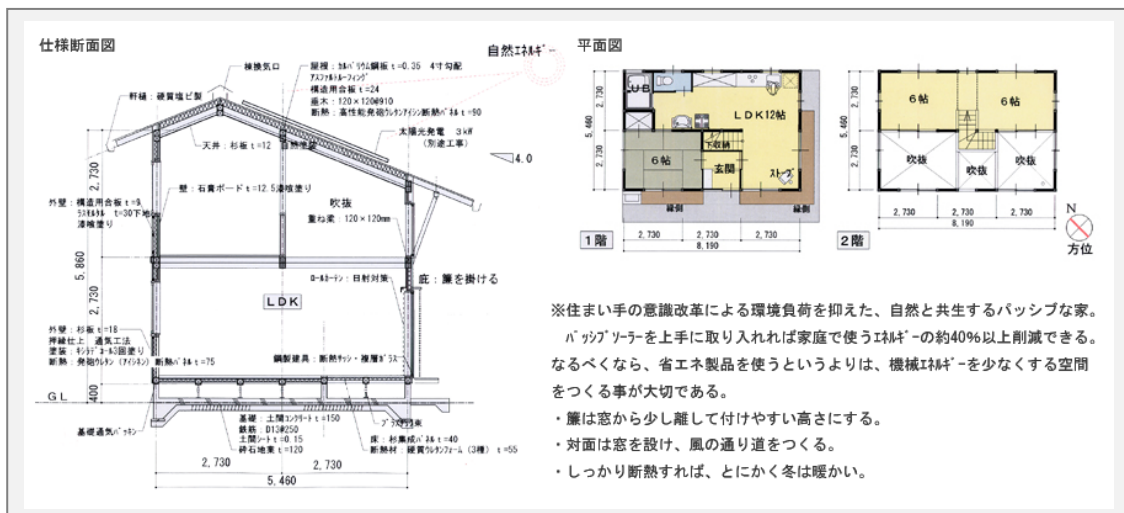 仕様断面図
自然ｴﾈﾙｷﾞｰ
棟換気口
屋根：ｶﾙﾊﾞﾘｳﾑ鋼板 t=0.35 4寸勾配
ｱｽﾌｧﾙﾄﾙｰﾌｨﾝｸﾞ
構造用合板 t=24
垂木：120×120@910
断熱：高性能発砲ｳﾚﾀﾝｱｲｼﾝ断熱ﾊﾟﾈﾙ t=90
軒樋：硬質塩ビ製
太陽光発電 3kW
(別途工事)
天井：杉板 t=12
4.0
2,730
壁：石膏ボード t=12.5漆喰塗り
外壁：構造用合板 t=9
ﾗｽﾓﾙﾀﾙ t=30下地
漆喰塗り
吹抜
重ね梁：120×120mm
5,860
ﾛｰﾙｶｰﾃﾝ：日射対策
庇：簾を掛ける
LDK
2,730
外壁：杉板 t=18
押縁仕上 通気工法
塗装：ｷｼﾗﾃﾞｺｰﾙ3回塗り
断熱：発砲ｳﾚﾀﾝ (ｱｲｼﾈﾝ) 断熱ﾊﾟﾈﾙ t=75
鋼製建具：断熱ｻｯｼ・複層ｶﾞﾗｽ
400
GL
基礎通気ﾊﾟｯｷﾝ
基礎：土間ｺﾝｸﾘｰﾄ t=150
鉄筋：D13@250
土間ｼｰﾄ t=0.15
砕石地業 t=120
ﾌﾟﾗｽﾁｯｸ束
床：杉集成ﾊﾟﾈﾙ t=40
断熱材：硬質ｳﾚﾀﾝﾌｫｰﾑ (3種) t=55
2,730
2,730
5,460
平面図
2,730
5,460
2,730
UB
LDK12帖
6帖
下収納
玄関
ｽﾄｰﾌﾞ
縁側
縁側
1階
2,730
2,730
2,730
8,190
2,730
5,460
2,730
6帖
6帖
吹抜
吹抜
吹抜
2階
2,730
2,730
2,730
8,190
N
方位
※住まい手の意識改革による環境負荷を抑えた、自然と共生するパッシブな家。
ﾊﾟｯｼﾌﾞｿｰﾗｰを上手に取り入れれば家庭で使うｴﾈﾙｷﾞｰの約40%以上削減できる。
なるべくなら、省エネ製品を使うというよりは、機械ｴﾈﾙｷﾞｰを少なくする空間
をつくる事が大切である。
・簾は窓から少し離して付けやすい高さにする。
・対面は窓を設け、風の通り道をつくる。
・しっかり断熱すれば、とにかく冬は暖かい。